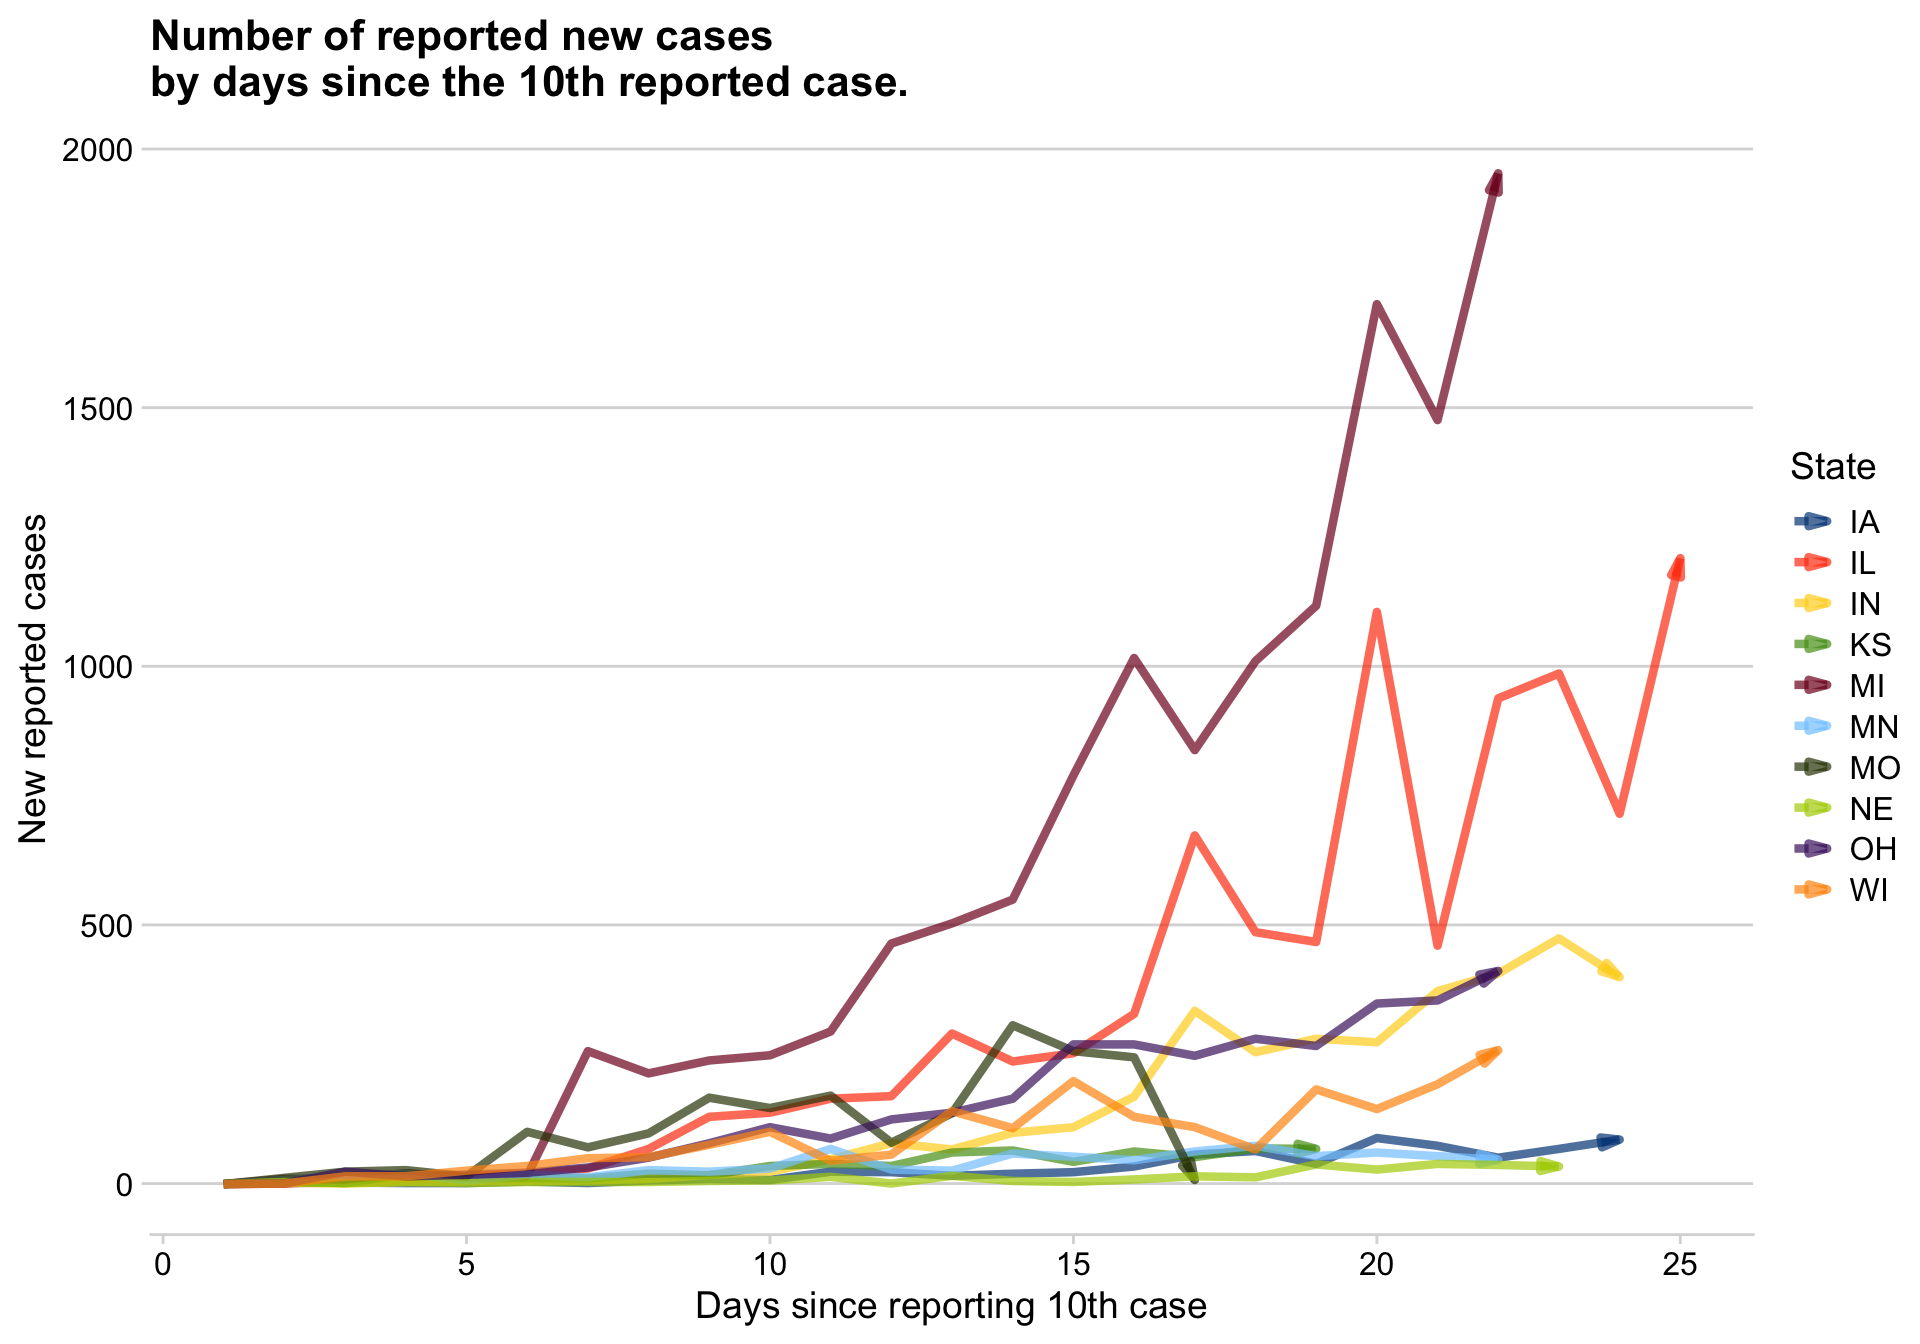 Number of reported new cases
by days since the 10th reported case.
2000
1500
1000
500
0
New reported cases
0 5 10 15 20 25
Days since reporting 10th case
State
IA
IL
IN
KS
MI
MN
MO
NE
OH
WI